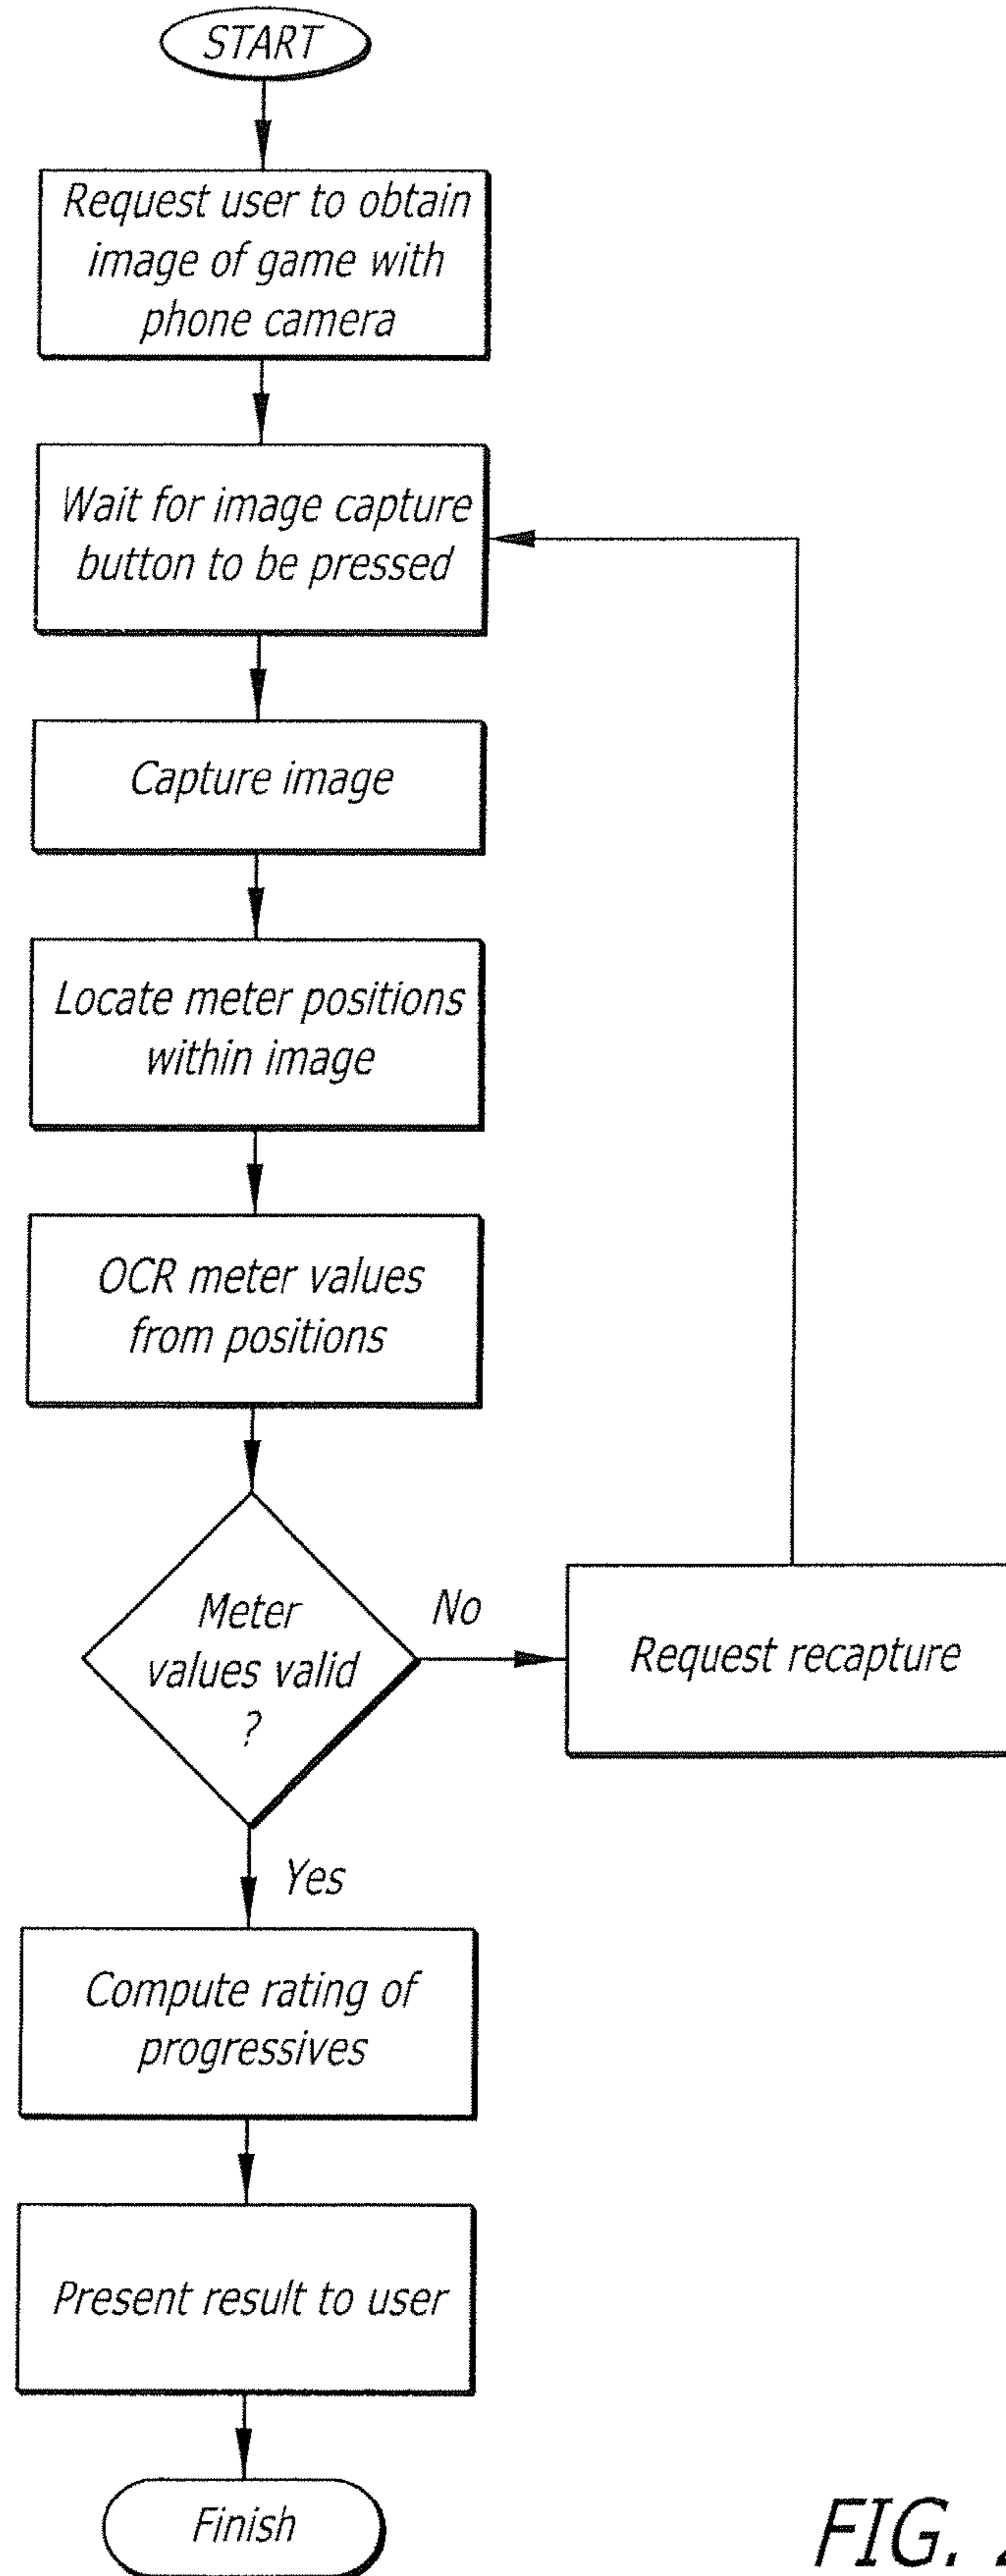 START
Request user to obtain
image of game with
phone camera
Wait for image capture
button to be pressed
Capture image
Locate meter positions
within image
OCR meter values
from positions
Meter
values valid
?
No
Request recapture
Yes
Compute rating of
progressives
Present result to user
Finish
FIG.